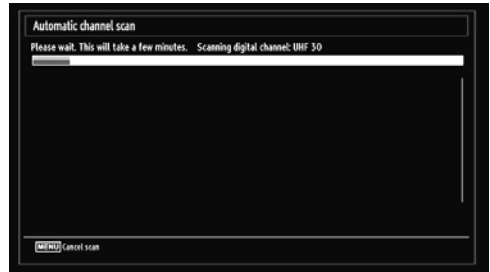 Automatic channel scan
Please wait. This will take a few minutes. Scanning digital channel: UHF 30
MENU Cancel scan